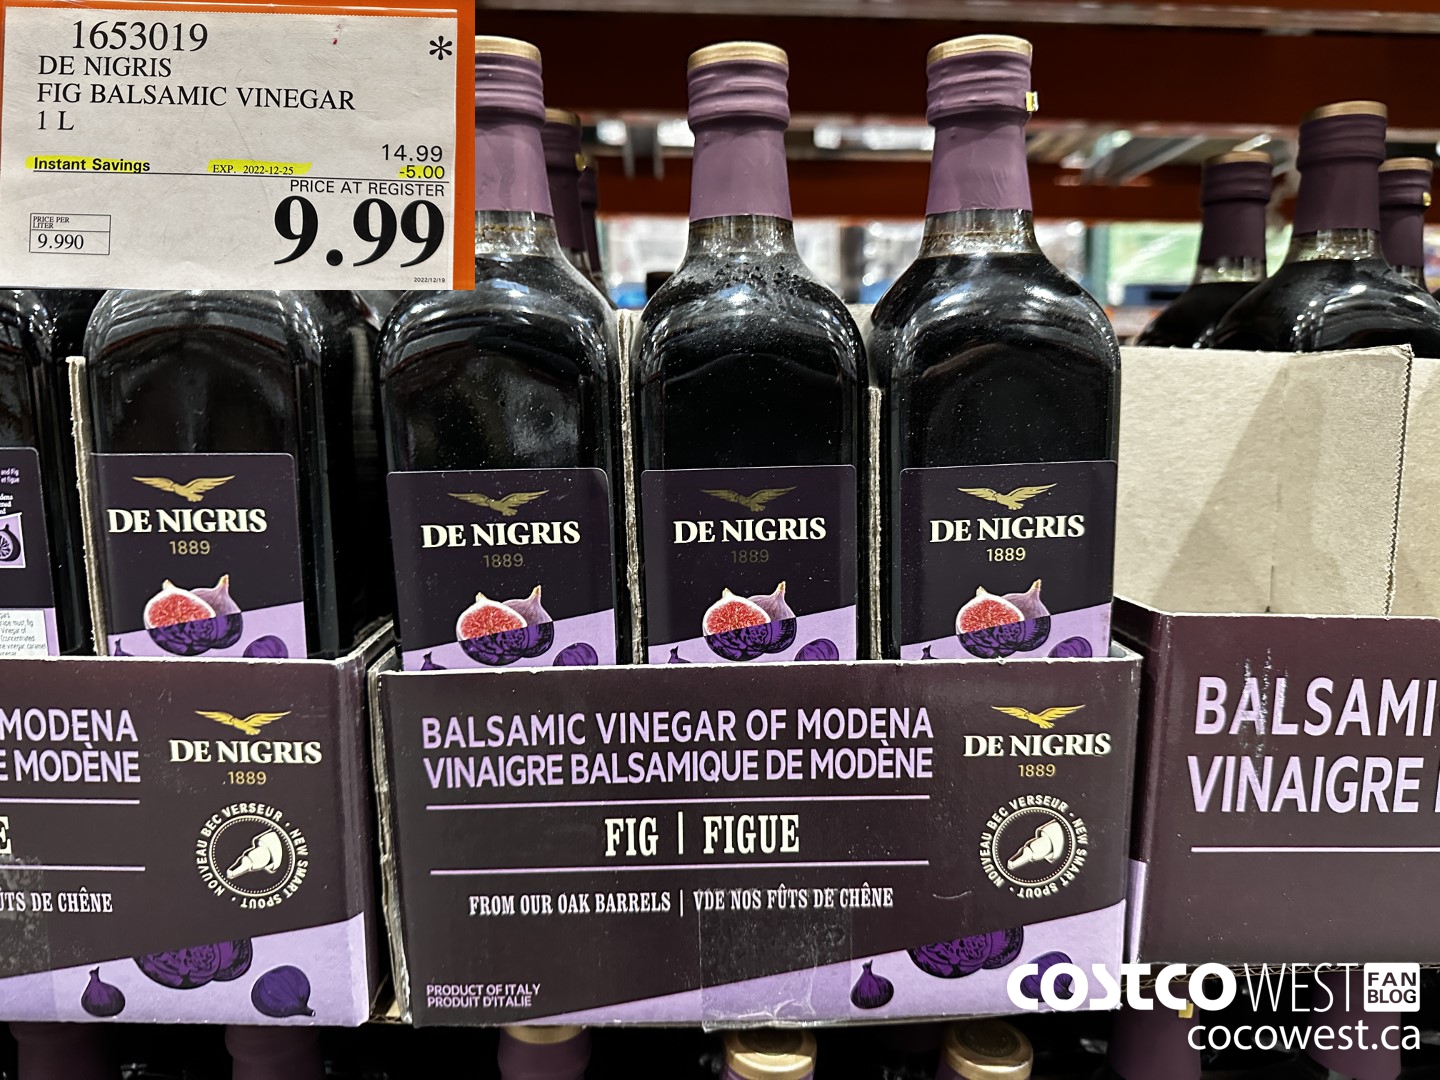 1653019
*
DE NIGRIS
FIG BALSAMIC VINEGAR
1 L
14.99
Instant Savings EXP. 2022-12-25 -5.00
PRICE AT REGISTER
PRICE PER
LITER
9.990
9.99
2022/12/19
DE NIGRIS
1889
DE NIGRIS
1889
DE NIGRIS
1889
DE NIGRIS
1889
MODENA
E MODÈNE
DE NIGRIS
1889
NOUVEAU BEC VERSEUR · NEW SMART SPOUT ·
E
ÛTS DE CHÊNE
BALSAMIC VINEGAR OF MODENA
VINAIGRE BALSAMIQUE DE MODÈNE
FIG | FIGUE
FROM OUR OAK BARRELS | VDE NOS FÛTS DE CHÊNE
PRODUCT OF ITALY
PRODUIT D'ITALIE
DE NIGRIS
1889
NOUVEAU BEC VERSEUR · NEW SMART SPOUT ·
BALSAMI
VINAIGRE
COSTCO WEST FAN BLOG
cocowest.ca